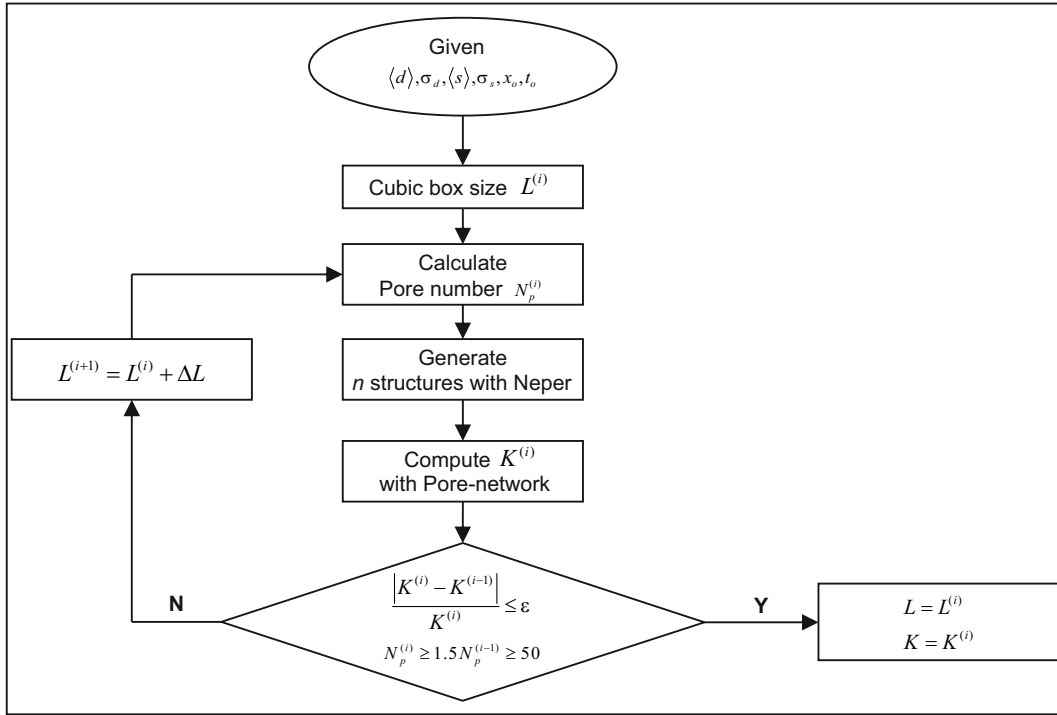 Given
⟨d⟩,σ_d,⟨s⟩,σ_s,x_o,t_o
Cubic box size L^(i)
Calculate
Pore number N_p^(i)
Generate
n structures with Neper
L^(i+1) = L^(i) + ΔL
Compute K^(i)
with Pore-network
|K^(i) − K^(i−1)| / K^(i) ≤ ε
N_p^(i) ≥ 1.5N_p^(i−1) ≥ 50
N
Y
L = L^(i)
K = K^(i)